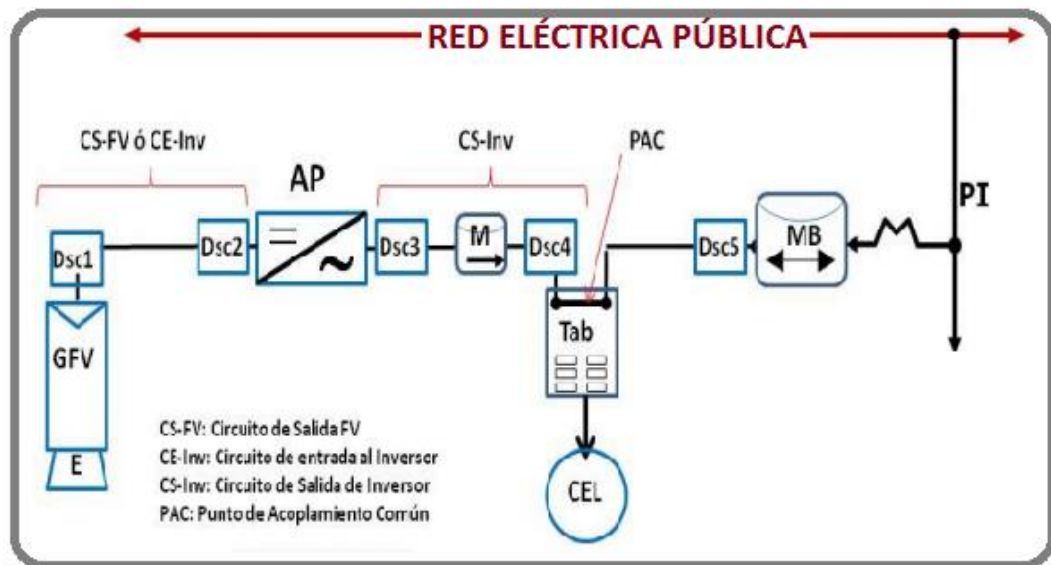 RED ELÉCTRICA PÚBLICA
CS-FV ó CE-Inv
CS-Inv
PAC
AP
PI
Dsc1
Dsc2
Dsc3
M
Dsc4
Dsc5
MB
GFV
Tab
E
CEL
CS-FV: Circuito de Salida FV
CE-Inv: Circuito de entrada al Inversor
CS-Inv: Circuito de Salida de Inversor
PAC: Punto de Acoplamiento Común